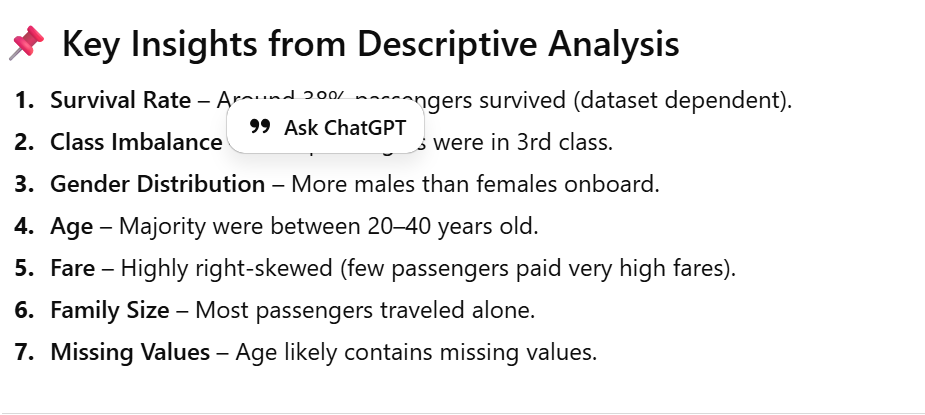 📌 Key Insights from Descriptive Analysis
1. Survival Rate – Around 38% passengers survived (dataset dependent).
Ask ChatGPT
2. Class Imbalance were in 3rd class.
3. Gender Distribution – More males than females onboard.
4. Age – Majority were between 20–40 years old.
5. Fare – Highly right-skewed (few passengers paid very high fares).
6. Family Size – Most passengers traveled alone.
7. Missing Values – Age likely contains missing values.